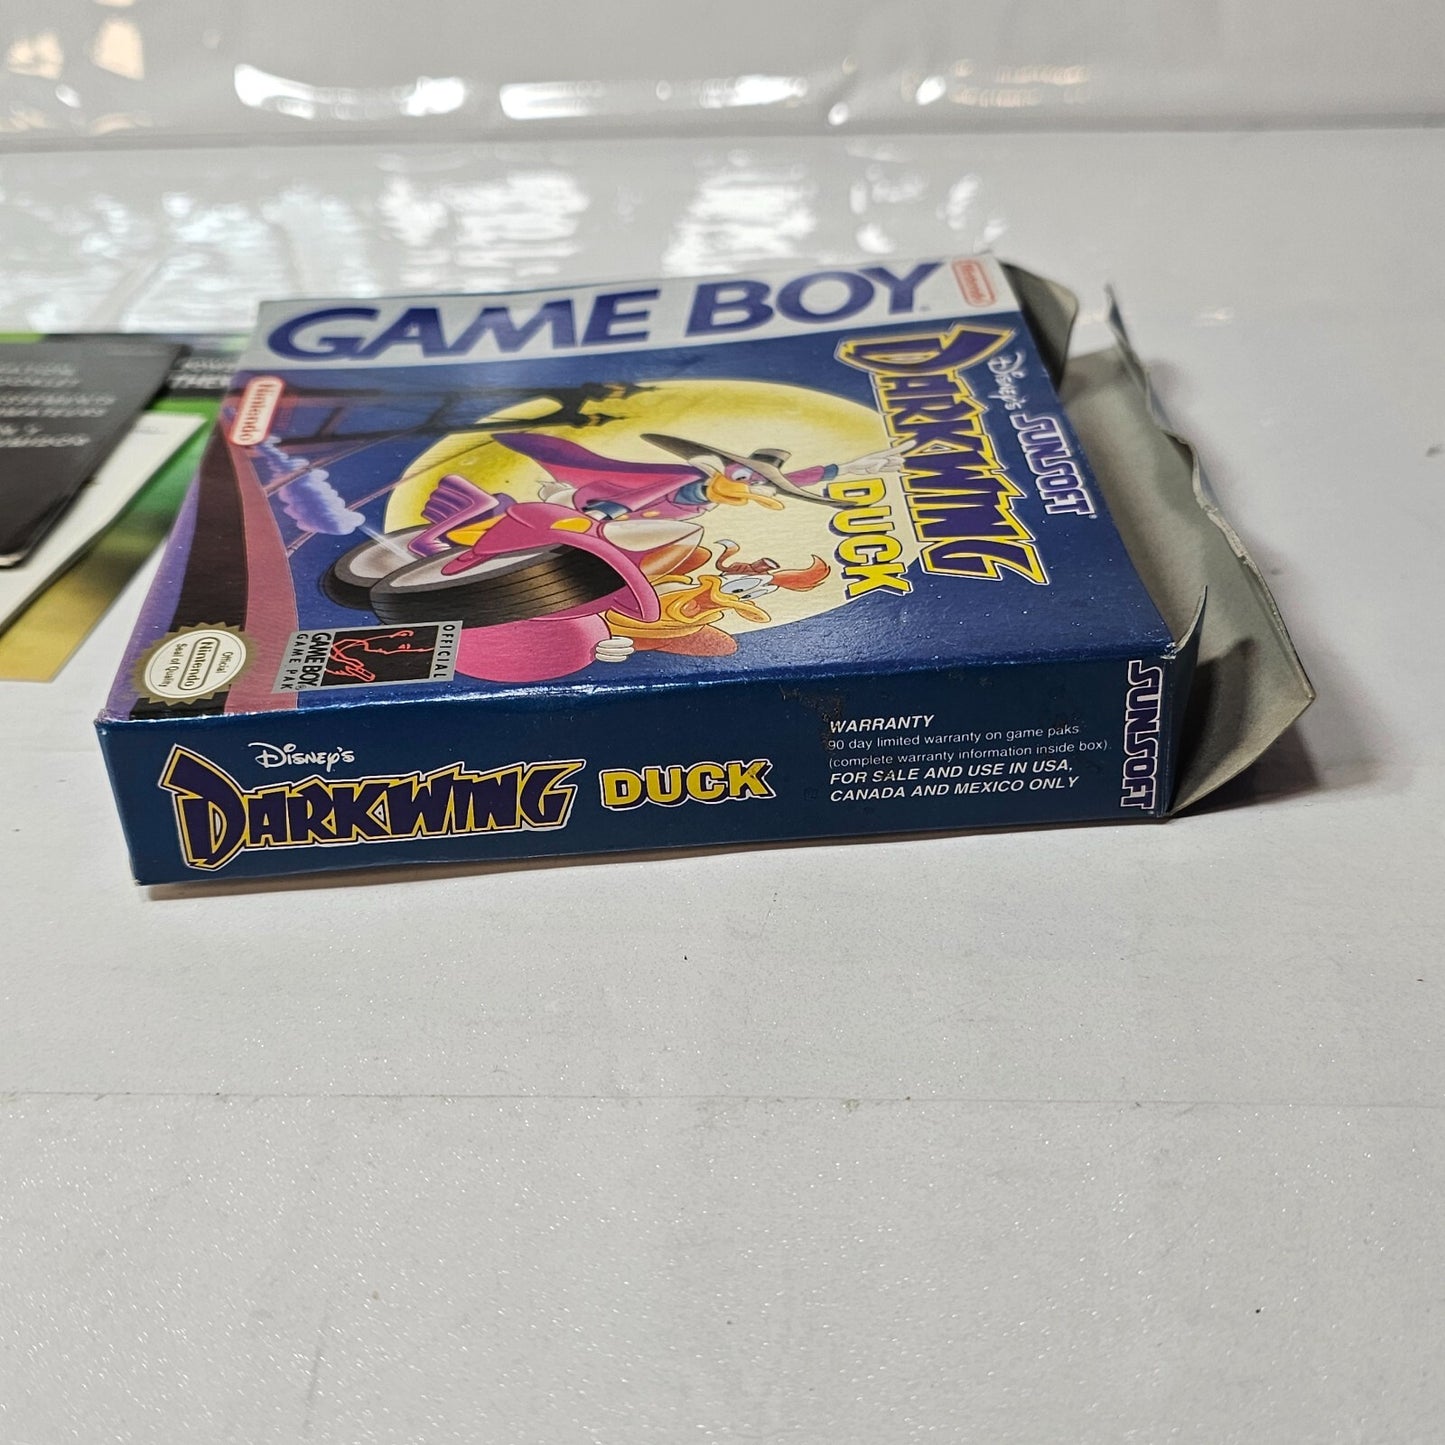 GAME BOY
Nintendo
Nintendo
Disney's SUNSOFT
DARKWING
DUCK
OFFICIAL
GAME BOY
GAME PAK
Official
Nintendo
Seal of Quality
Disney's
DARKWING DUCK
WARRANTY
90 day limited warranty on game paks
(complete warranty information inside box).
FOR SALE AND USE IN USA,
CANADA AND MEXICO ONLY
SUNSOFT